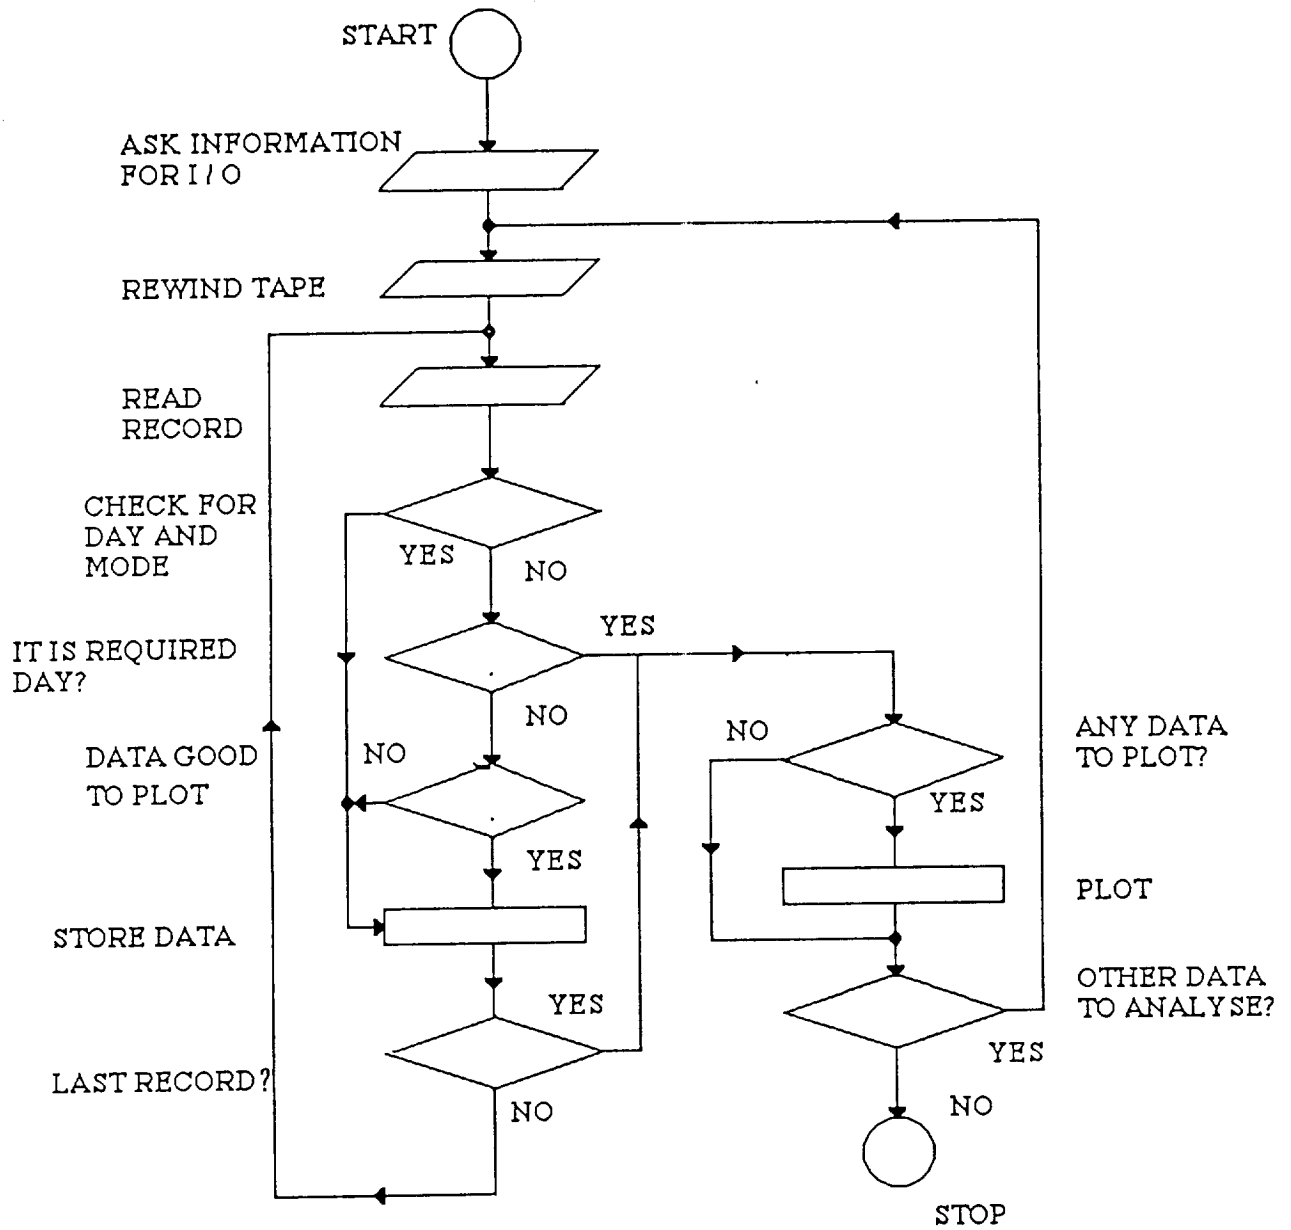 START
ASK INFORMATION
FOR I/O
REWIND TAPE
READ
RECORD
CHECK FOR
DAY AND
MODE
YES
NO
IT IS REQUIRED
DAY?
YES
NO
DATA GOOD
TO PLOT
NO
YES
STORE DATA
LAST RECORD?
YES
NO
ANY DATA
TO PLOT?
NO
YES
PLOT
OTHER DATA
TO ANALYSE?
YES
NO
STOP